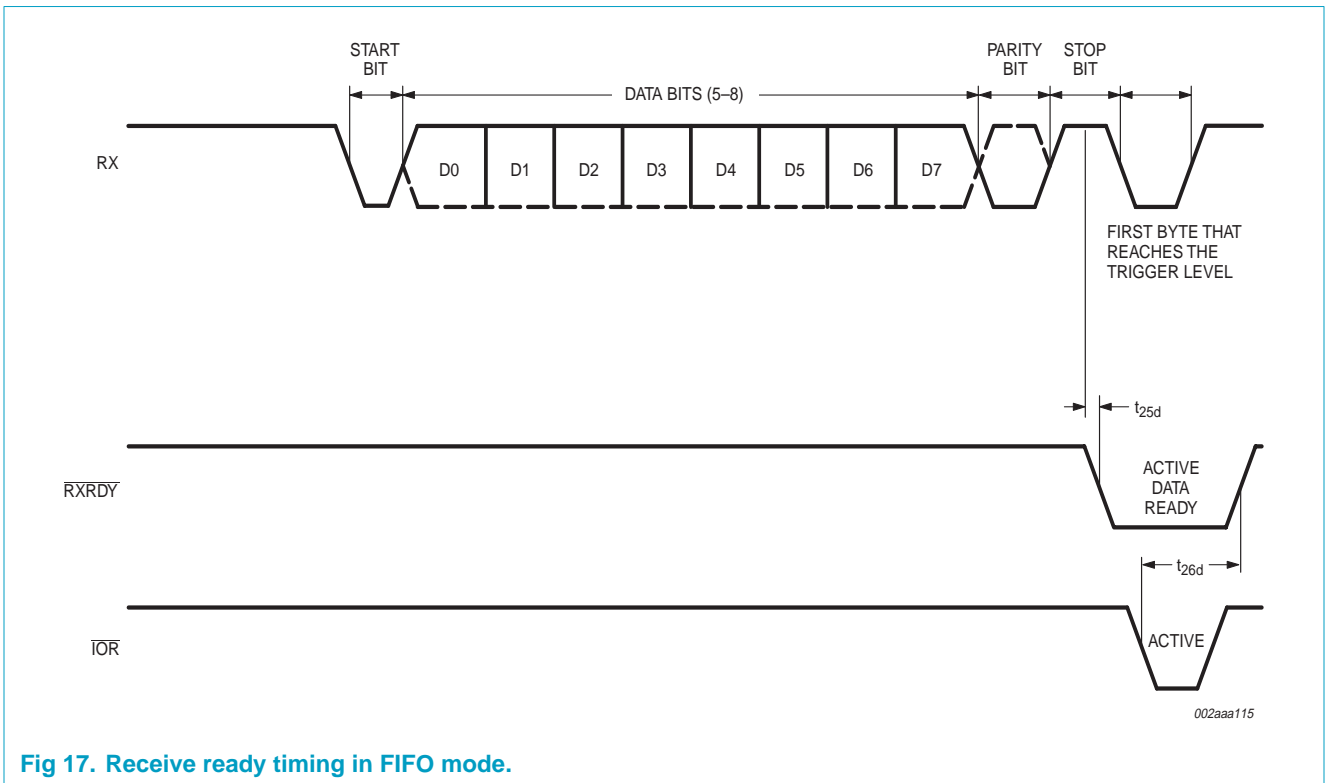 START
BIT
DATA BITS (5–8)
PARITY
BIT
STOP
BIT
RX
D0 D1 D2 D3 D4 D5 D6 D7
FIRST BYTE THAT
REACHES THE
TRIGGER LEVEL
t25d
RXRDY
ACTIVE
DATA
READY
t26d
IOR
ACTIVE
002aaa115
Fig 17. Receive ready timing in FIFO mode.